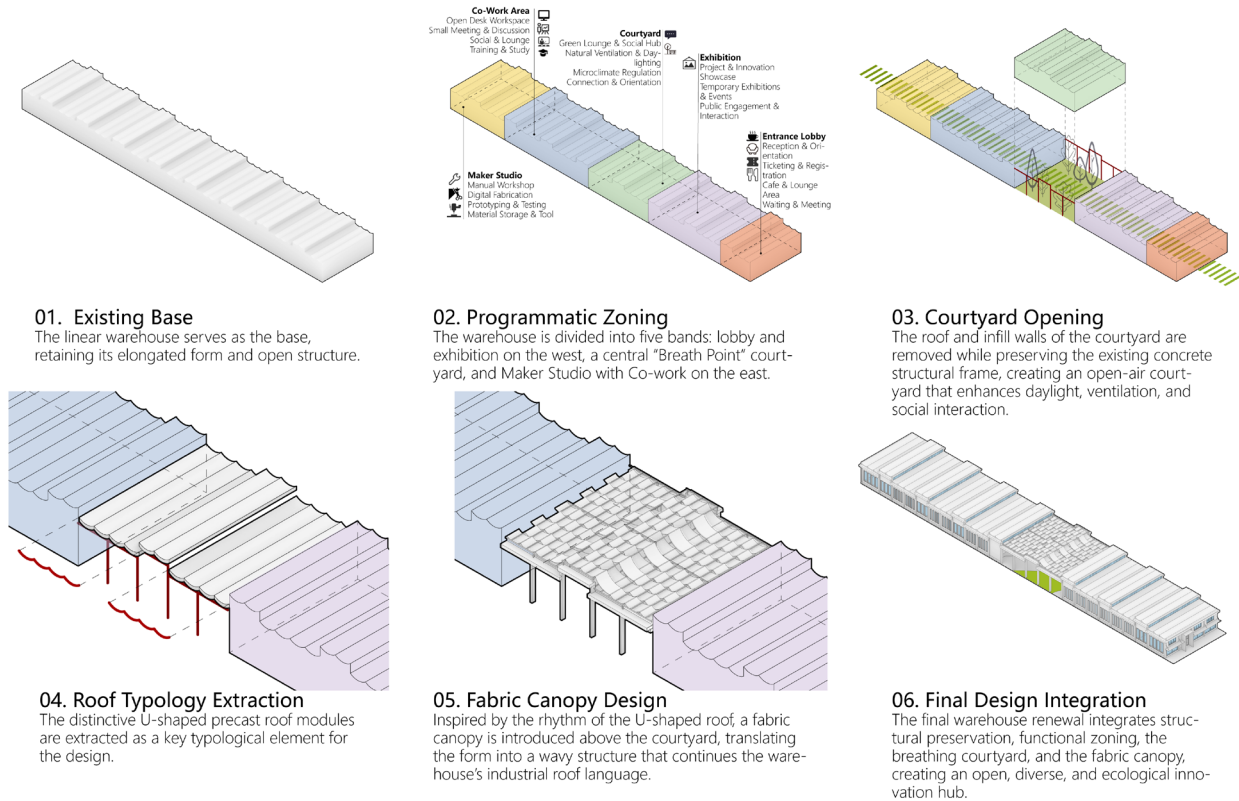 Co-Work Area
Open Desk Workspace
Small Meeting & Discussion
Social & Lounge
Training & Study
Courtyard
Green Lounge & Social Hub
Natural Ventilation & Day-
lighting
Microclimate Regulation
Connection & Orientation
Exhibition
Project & Innovation
Showcase
Temporary Exhibitions
& Events
Public Engagement &
Interaction
Entrance Lobby
Reception & Ori-
entation
Ticketing & Regis-
tration
Cafe & Lounge
Area
Waiting & Meeting
Maker Studio
Manual Workshop
Digital Fabrication
Prototyping & Testing
Material Storage & Tool
01. Existing Base
The linear warehouse serves as the base,
retaining its elongated form and open structure.
02. Programmatic Zoning
The warehouse is divided into five bands: lobby and
exhibition on the west, a central “Breath Point” court-
yard, and Maker Studio with Co-work on the east.
03. Courtyard Opening
The roof and infill walls of the courtyard are
removed while preserving the existing concrete
structural frame, creating an open-air court-
yard that enhances daylight, ventilation, and
social interaction.
04. Roof Typology Extraction
The distinctive U-shaped precast roof modules
are extracted as a key typological element for
the design.
05. Fabric Canopy Design
Inspired by the rhythm of the U-shaped roof, a fabric
canopy is introduced above the courtyard, translating
the form into a wavy structure that continues the ware-
house’s industrial roof language.
06. Final Design Integration
The final warehouse renewal integrates struc-
tural preservation, functional zoning, the
breathing courtyard, and the fabric canopy,
creating an open, diverse, and ecological inno-
vation hub.